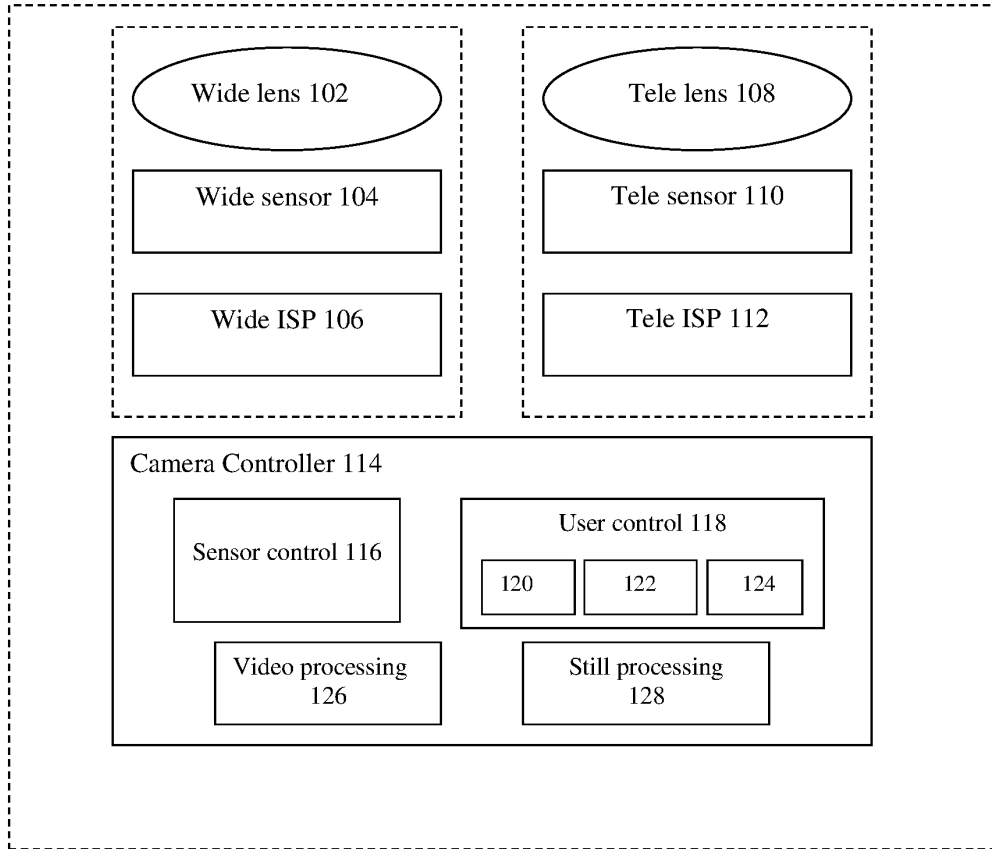 Wide lens 102
Tele lens 108
Wide sensor 104
Tele sensor 110
Wide ISP 106
Tele ISP 112
Camera Controller 114
Sensor control 116
User control 118
120
122
124
Video processing
126
Still processing
128